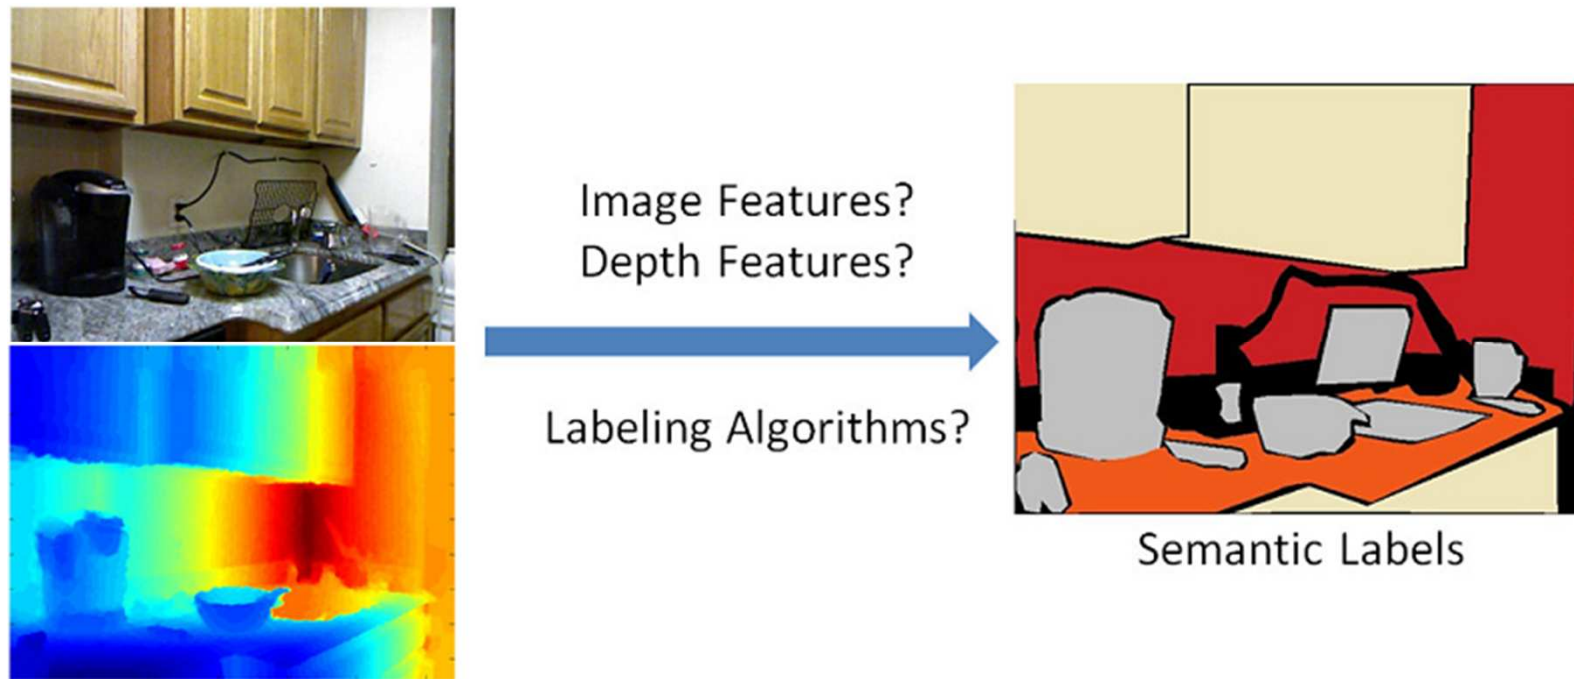 Image Features?
Depth Features?
Labeling Algorithms?
Semantic Labels